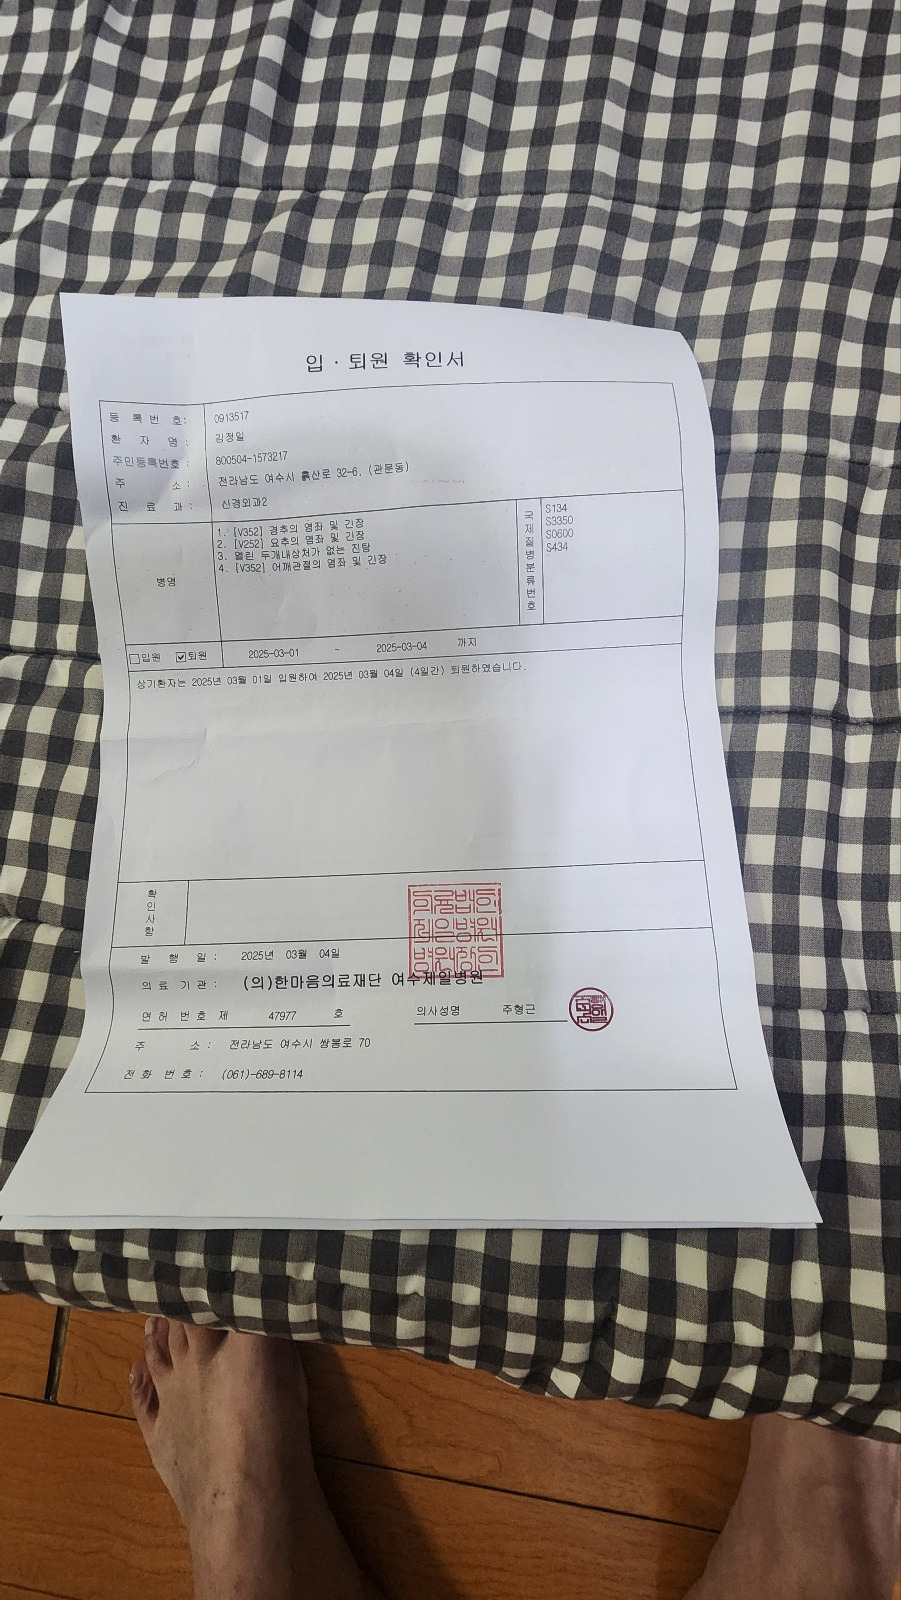 입 · 퇴원 확인서
등 록 번 호 : 0913517
환 자 명 : 김정일
주민등록번호 : 800504-1573217
주 소 : 전라남도 여수시 흙산로 32-6, (관문동)
진 료 과 : 신경외과2
병명
1. [V352] 경추의 염좌 및 긴장
2. [V252] 요추의 염좌 및 긴장
3. 열린 두개내상처가 없는 진탕
4. [V352] 어깨관절의 염좌 및 긴장
국제질병분류번호
S134
S3350
S0600
S434
입원 퇴원 2025-03-01 ~ 2025-03-04 까지
상기환자는 2025년 03월 01일 입원하여 2025년 03월 04일 (4일간) 퇴원하였습니다.
확인사항
발 행 일 : 2025년 03월 04일
의 료 기 관 : (의)한마음의료재단 여수제일병원
면 허 번 호 제 47977 호 의사성명 주형근
주 소 : 전라남도 여수시 쌍봉로 70
전 화 번 호 : (061)-689-8114